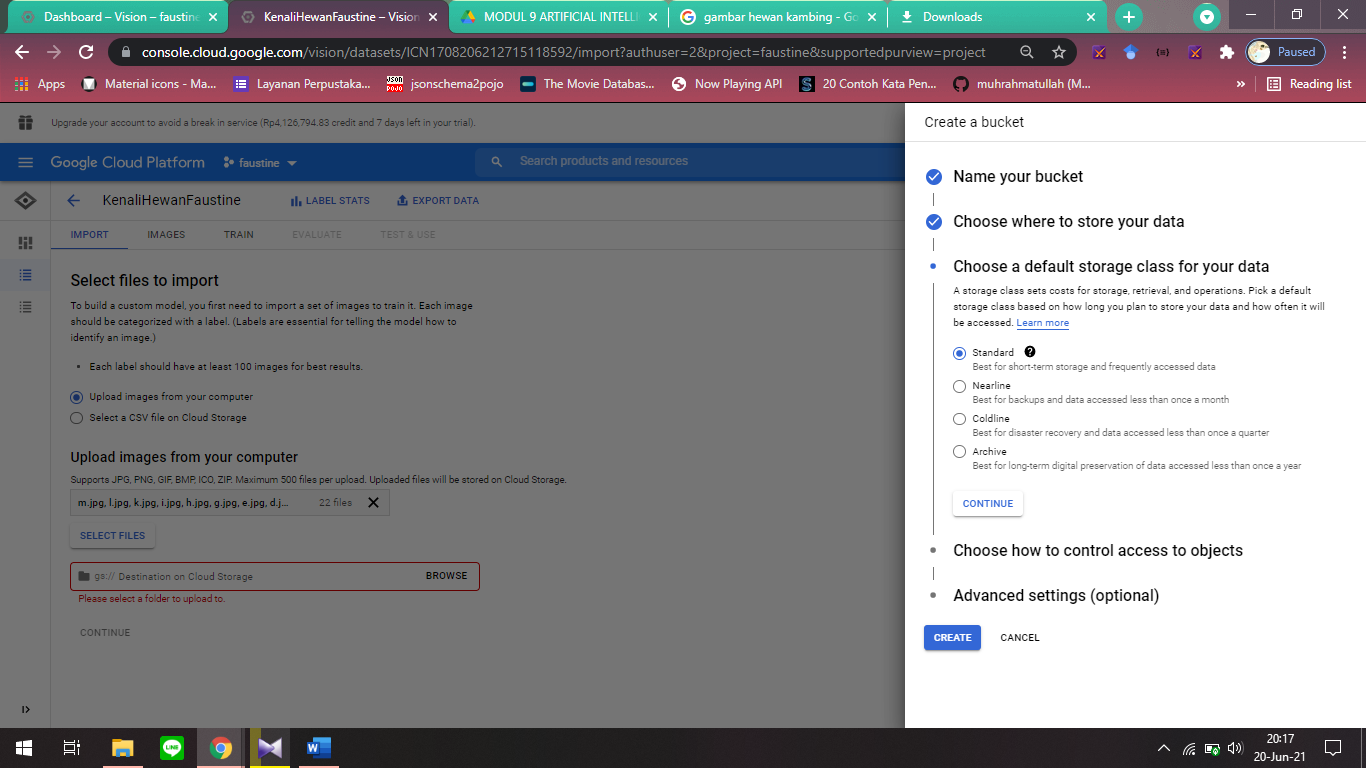 Dashboard – Vision – faustine
KenaliHewanFaustine – Vision
MODUL 9 ARTIFICIAL INTELLI
gambar hewan kambing - Go
Downloads
console.cloud.google.com/vision/datasets/ICN1708206212715118592/import?authuser=2&project=faustine&supportedpurview=project
Paused
Apps
Material icons - Ma...
Layanan Perpustaka...
jsonschema2pojo
The Movie Databas...
Now Playing API
20 Contoh Kata Pen...
muhrahmatullah (M...
»
Reading list
Upgrade your account to avoid a break in service (Rp4,126,794.83 credit and 7 days left in your trial).
Google Cloud Platform
faustine
Search products and resources
KenaliHewanFaustine
LABEL STATS
EXPORT DATA
IMPORT
IMAGES
TRAIN
EVALUATE
TEST & USE
Select files to import
To build a custom model, you first need to import a set of images to train it. Each image
should be categorized with a label. (Labels are essential for telling the model how to
identify an image.)
• Each label should have at least 100 images for best results.
Upload images from your computer
Select a CSV file on Cloud Storage
Upload images from your computer
Supports JPG, PNG, GIF, BMP, ICO, ZIP. Maximum 500 files per upload. Uploaded files will be stored on Cloud Storage.
m.jpg, l.jpg, k.jpg, i.jpg, h.jpg, g.jpg, e.jpg, d.j...
22 files
SELECT FILES
gs:// Destination on Cloud Storage
BROWSE
Please select a folder to upload to.
CONTINUE
Create a bucket
Name your bucket
Choose where to store your data
Choose a default storage class for your data
A storage class sets costs for storage, retrieval, and operations. Pick a default
storage class based on how long you plan to store your data and how often it will
be accessed. Learn more
Standard
Best for short-term storage and frequently accessed data
Nearline
Best for backups and data accessed less than once a month
Coldline
Best for disaster recovery and data accessed less than once a quarter
Archive
Best for long-term digital preservation of data accessed less than once a year
CONTINUE
Choose how to control access to objects
Advanced settings (optional)
CREATE
CANCEL
20:17
20-Jun-21